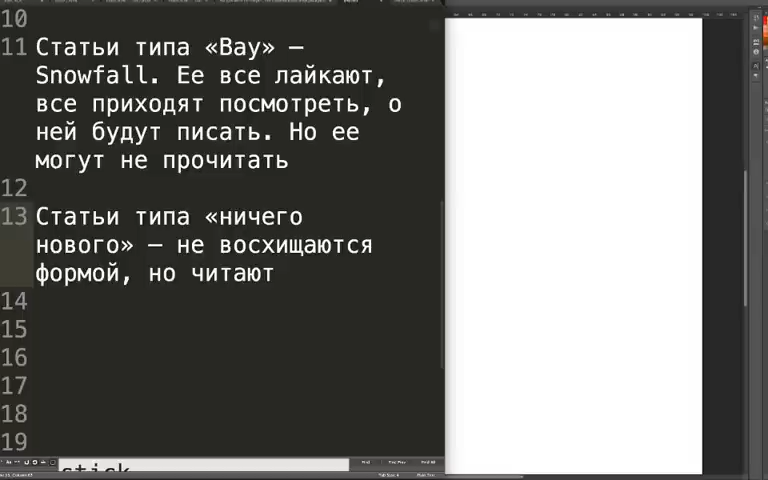 10
11 Статьи типа «Вау» —
Snowfall. Ее все лайкают,
все приходят посмотреть, о
ней будут писать. Но ее
могут не прочитать
12
13 Статьи типа «ничего
нового» — не восхищаются
формой, но читают
14
15
16
17
18
19
stick